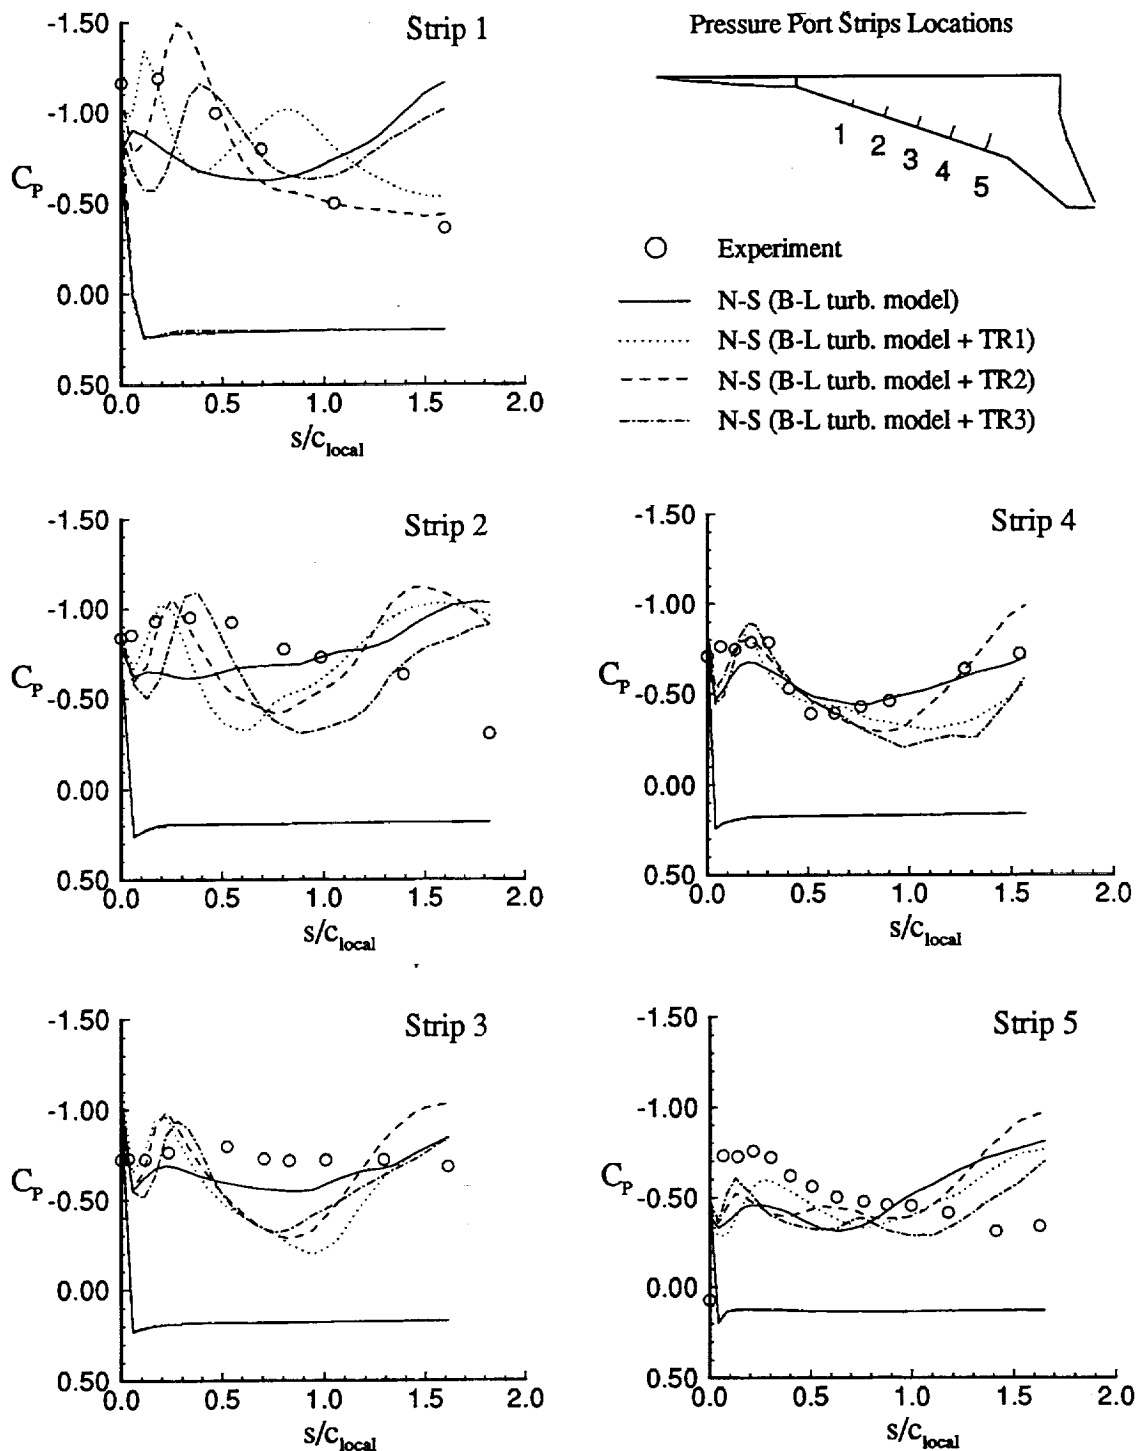 Strip 1
-1.50
-1.00
-0.50
0.00
0.50
C_P
0.0 0.5 1.0 1.5 2.0
s/c_local
Pressure Port Strips Locations
1 2 3 4 5
Experiment
N-S (B-L turb. model)
N-S (B-L turb. model + TR1)
N-S (B-L turb. model + TR2)
N-S (B-L turb. model + TR3)
Strip 2
-1.50
-1.00
-0.50
0.00
0.50
C_P
0.0 0.5 1.0 1.5 2.0
s/c_local
Strip 4
-1.50
-1.00
-0.50
0.00
0.50
C_P
0.0 0.5 1.0 1.5 2.0
s/c_local
Strip 3
-1.50
-1.00
-0.50
0.00
0.50
C_P
0.0 0.5 1.0 1.5 2.0
s/c_local
Strip 5
-1.50
-1.00
-0.50
0.00
0.50
C_P
0.0 0.5 1.0 1.5 2.0
s/c_local